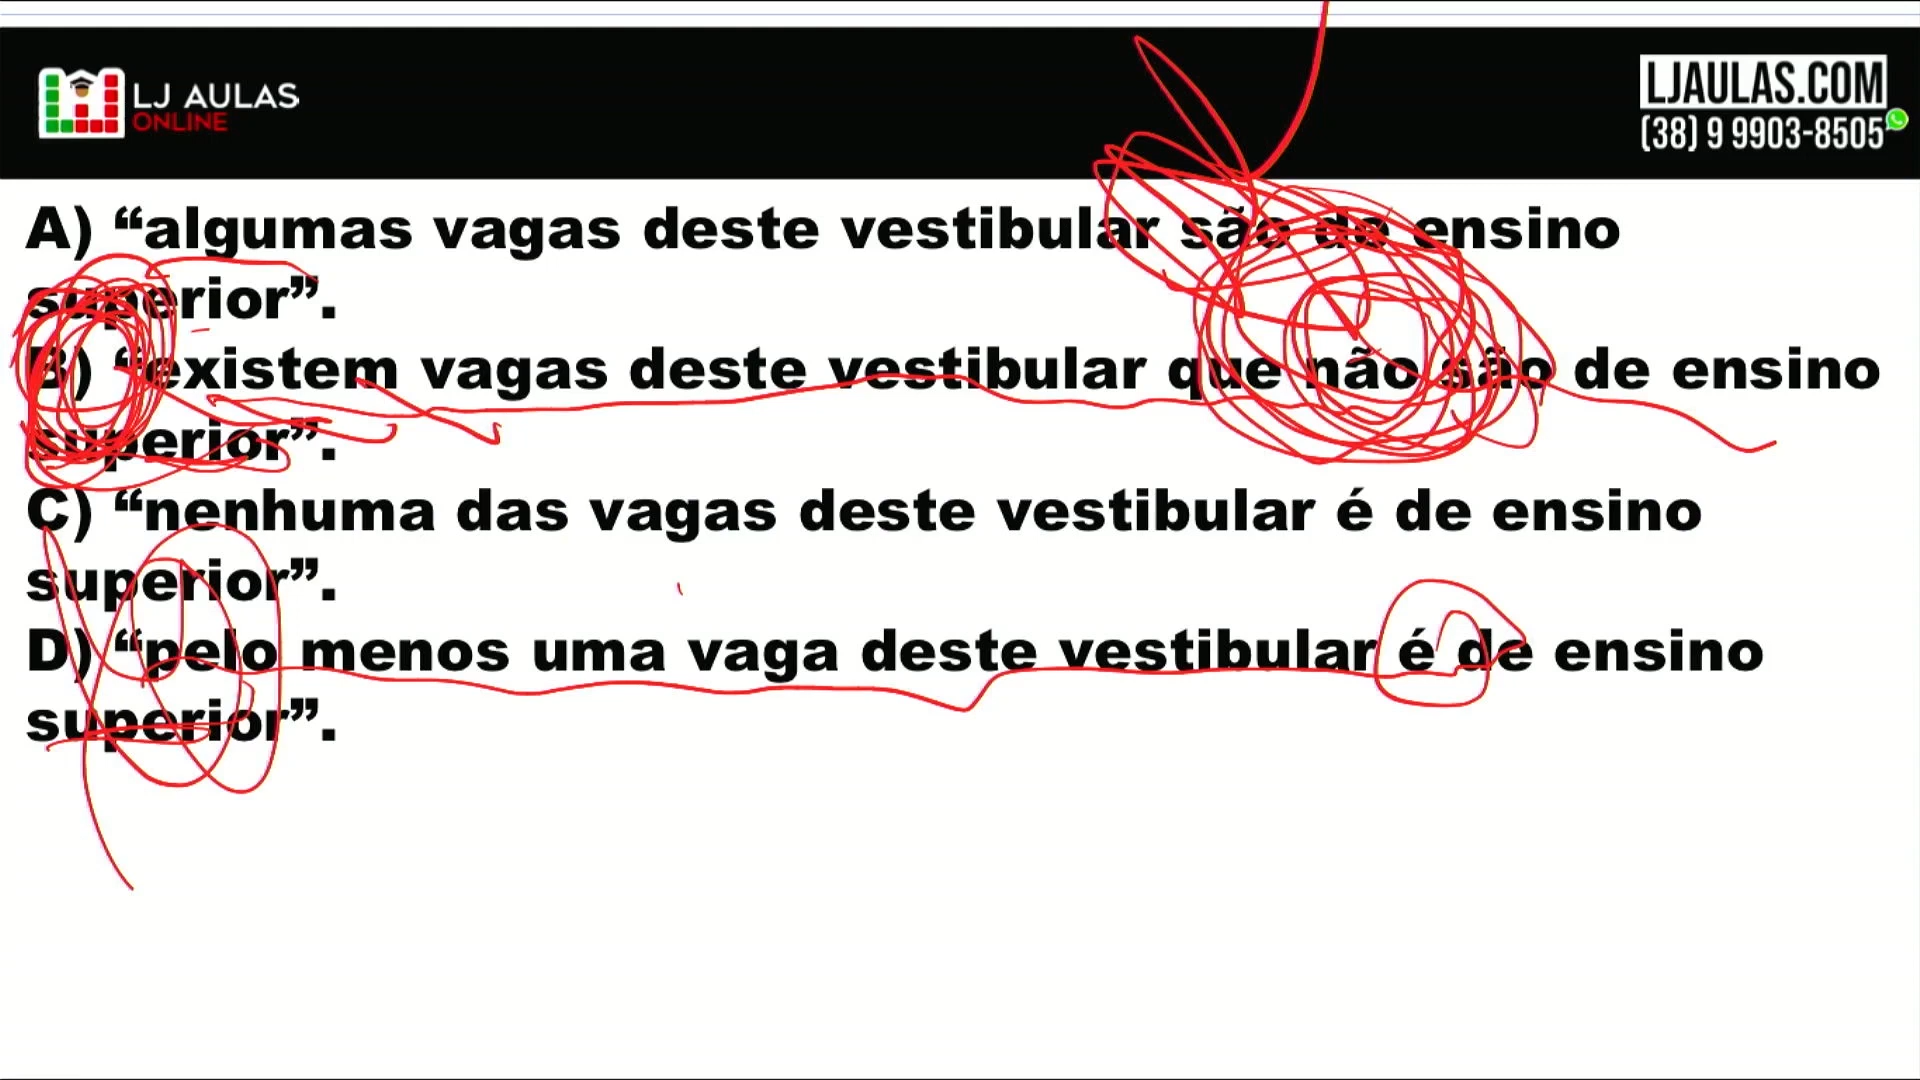 LJ AULAS
ONLINE
LJAULAS.COM
(38) 9 9903-8505
A) “algumas vagas deste vestibular são de ensino
superior”.
B) “existem vagas deste vestibular que não são de ensino
superior”.
C) “nenhuma das vagas deste vestibular é de ensino
superior”.
D) “pelo menos uma vaga deste vestibular é de ensino
superior”.